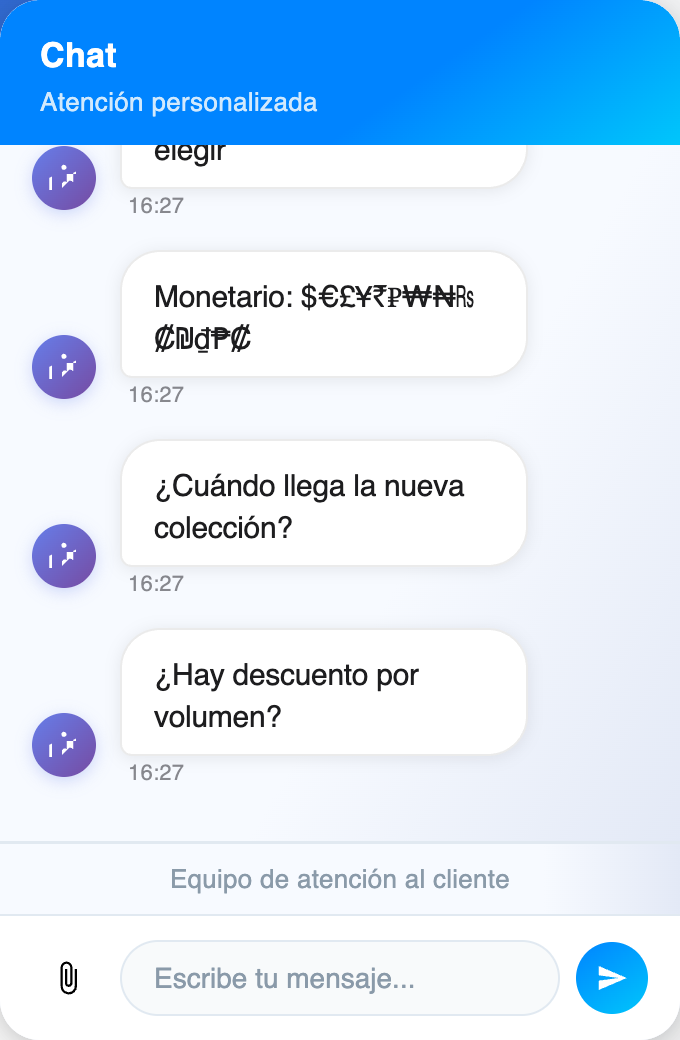 Chat
Atención personalizada
elegir
16:27
Monetario: $€£¥₹₽₩₦₨
₡₪₫₱₡
16:27
¿Cuándo llega la nueva
colección?
16:27
¿Hay descuento por
volumen?
16:27
Equipo de atención al cliente
Escribe tu mensaje...